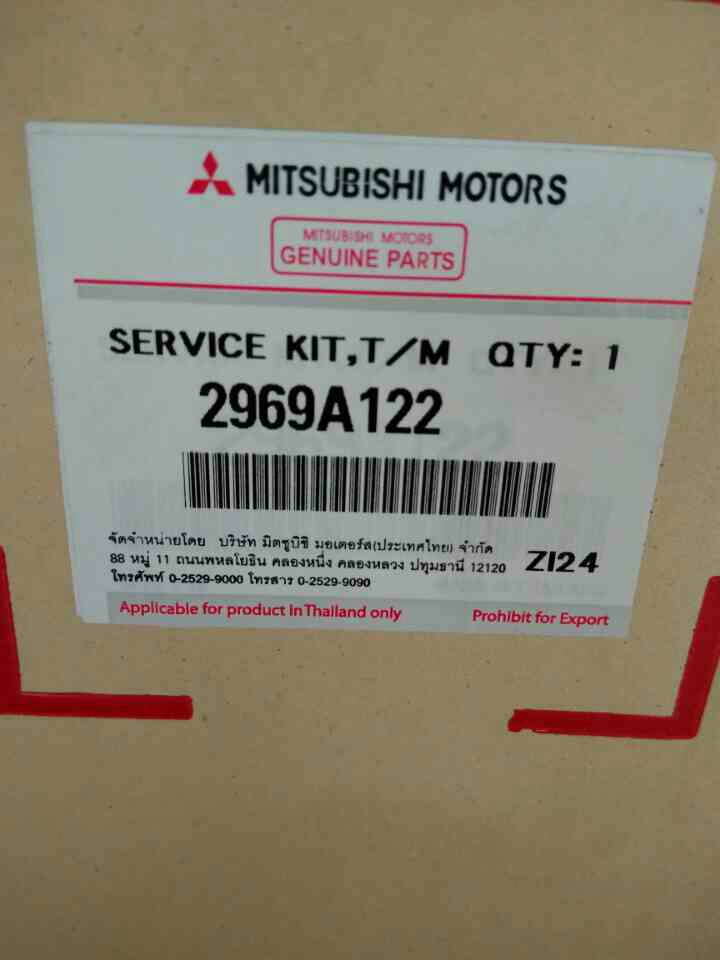 MITSUBISHI MOTORS
MITSUBISHI MOTORS
GENUINE PARTS
SERVICE KIT,T/M QTY: 1
2969A122
จัดจำหน่ายโดย บริษัท มิตซูบิชิ มอเตอร์ส(ประเทศไทย) จำกัด
88 หมู่ 11 ถนนพหลโยธิน คลองหนึ่ง คลองหลวง ปทุมธานี 12120 ZI24
โทรศัพท์ 0-2529-9000 โทรสาร 0-2529-9090
Applicable for product in Thailand only Prohibit for Export